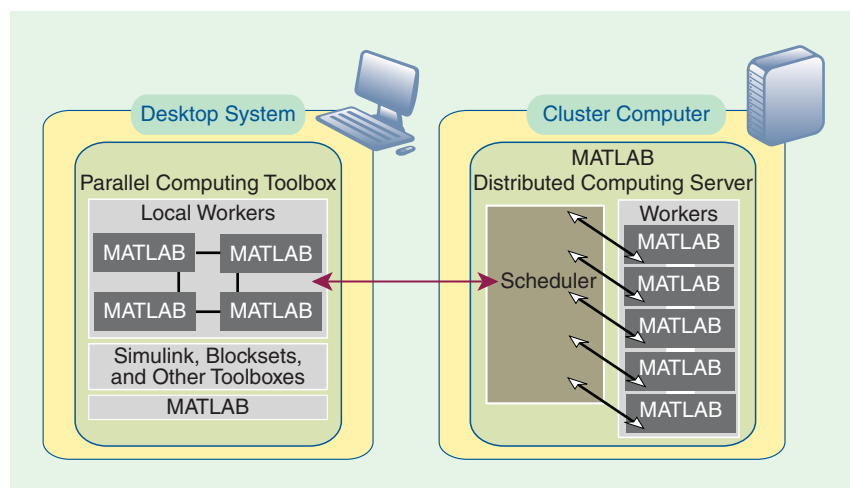 Desktop System
Parallel Computing Toolbox
Local Workers
MATLAB
MATLAB
MATLAB
MATLAB
Simulink, Blocksets,
and Other Toolboxes
MATLAB
Cluster Computer
MATLAB
Distributed Computing Server
Scheduler
Workers
MATLAB
MATLAB
MATLAB
MATLAB
MATLAB